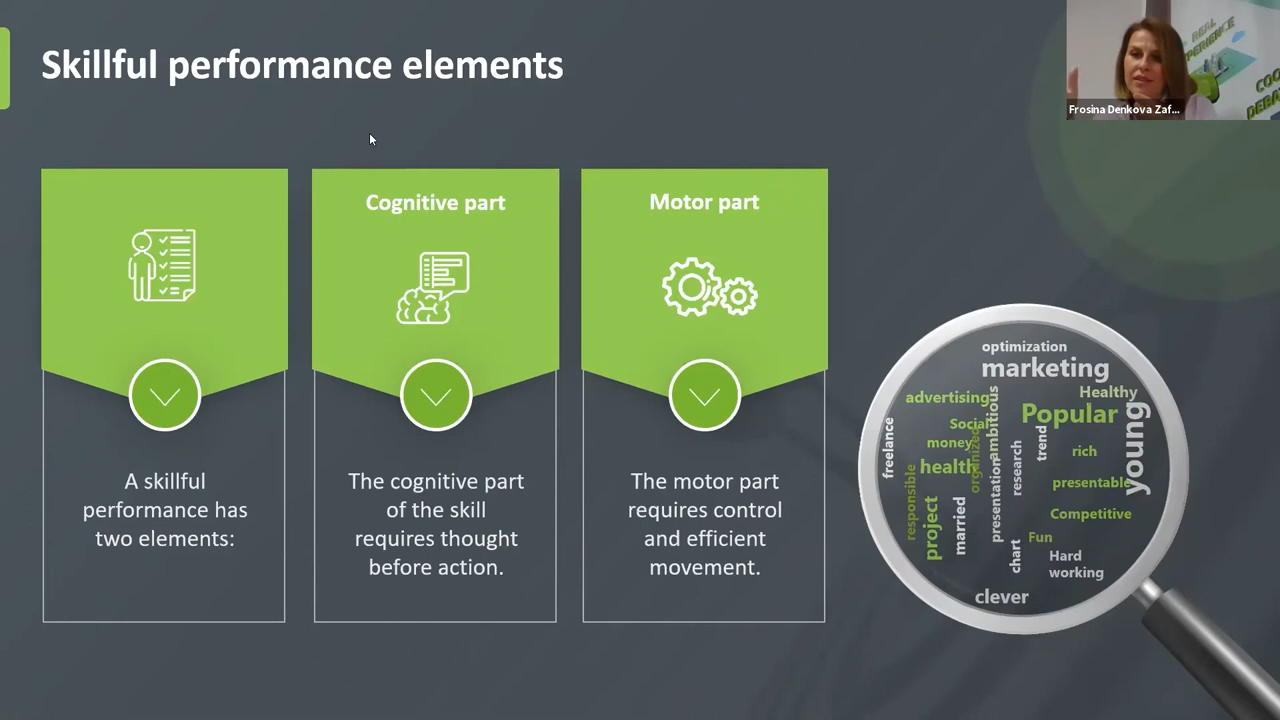 Skillful performance elements
REAL
Frosina Denkova Zaf...
Cognitive part
Motor part
A skillful
performance has
two elements:
The cognitive part
of the skill
requires thought
before action.
The motor part
requires control
and efficient
movement.
optimization
marketing
Healthy
advertising
Popular
ambitious
Social
young
freelance
money
trend
organized
research
rich
health
responsible
presentation
presentable
project
married
Competitive
chart
Fun
Hard
working
clever